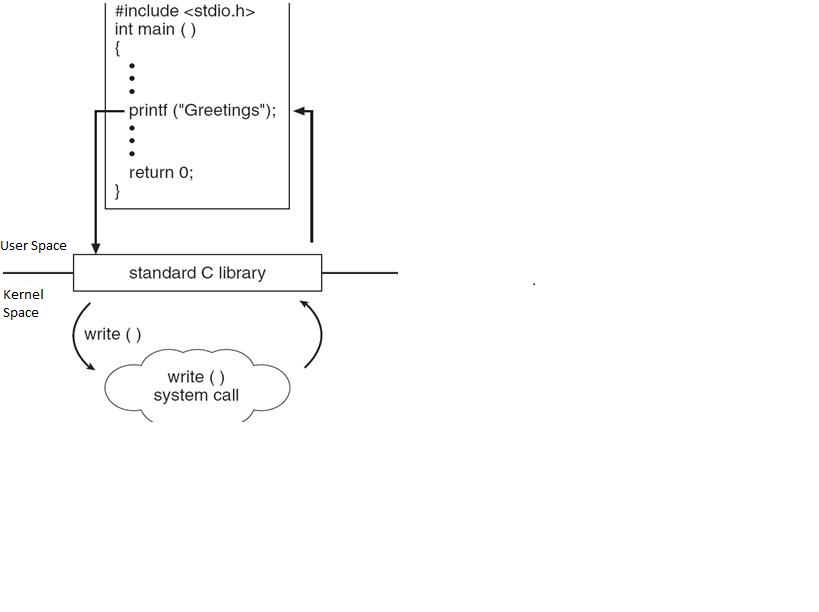 #include <stdio.h>
int main ( )
{
•
•
•
printf ("Greetings");
•
•
•
return 0;
}
User Space
standard C library
Kernel
Space
write ( )
write ( )
system call
.